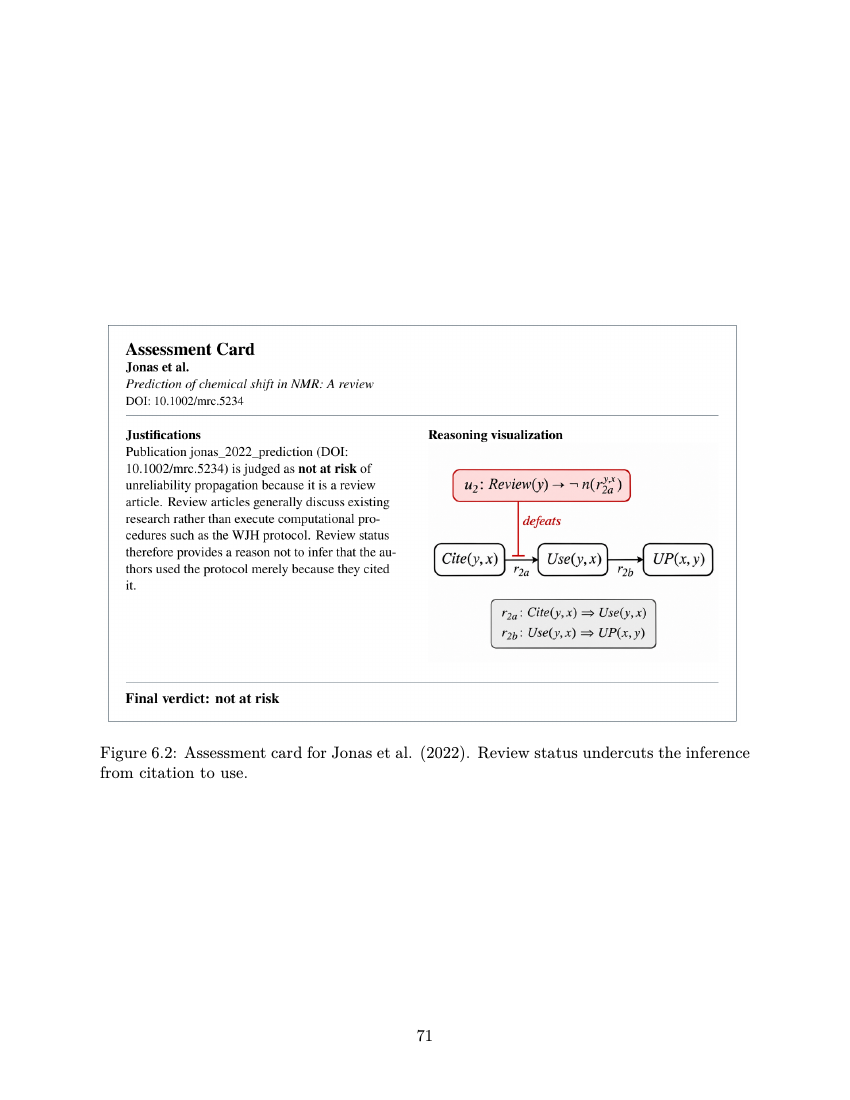 Assessment Card
Jonas et al.
Prediction of chemical shift in NMR: A review
DOI: 10.1002/mrc.5234
Justifications
Publication jonas_2022_prediction (DOI:
10.1002/mrc.5234) is judged as not at risk of
unreliability propagation because it is a review
article. Review articles generally discuss existing
research rather than execute computational pro-
cedures such as the WJH protocol. Review status
therefore provides a reason not to infer that the au-
thors used the protocol merely because they cited
it.
Reasoning visualization
u₂: Review(y) → ¬ n(r₂ₐ^{y,x})
defeats
Cite(y, x) r₂ₐ Use(y, x) r_{2b} UP(x, y)
r₂ₐ: Cite(y, x) ⇒ Use(y, x)
r_{2b}: Use(y, x) ⇒ UP(x, y)
Final verdict: not at risk
Figure 6.2: Assessment card for Jonas et al. (2022). Review status undercuts the inference
from citation to use.
71